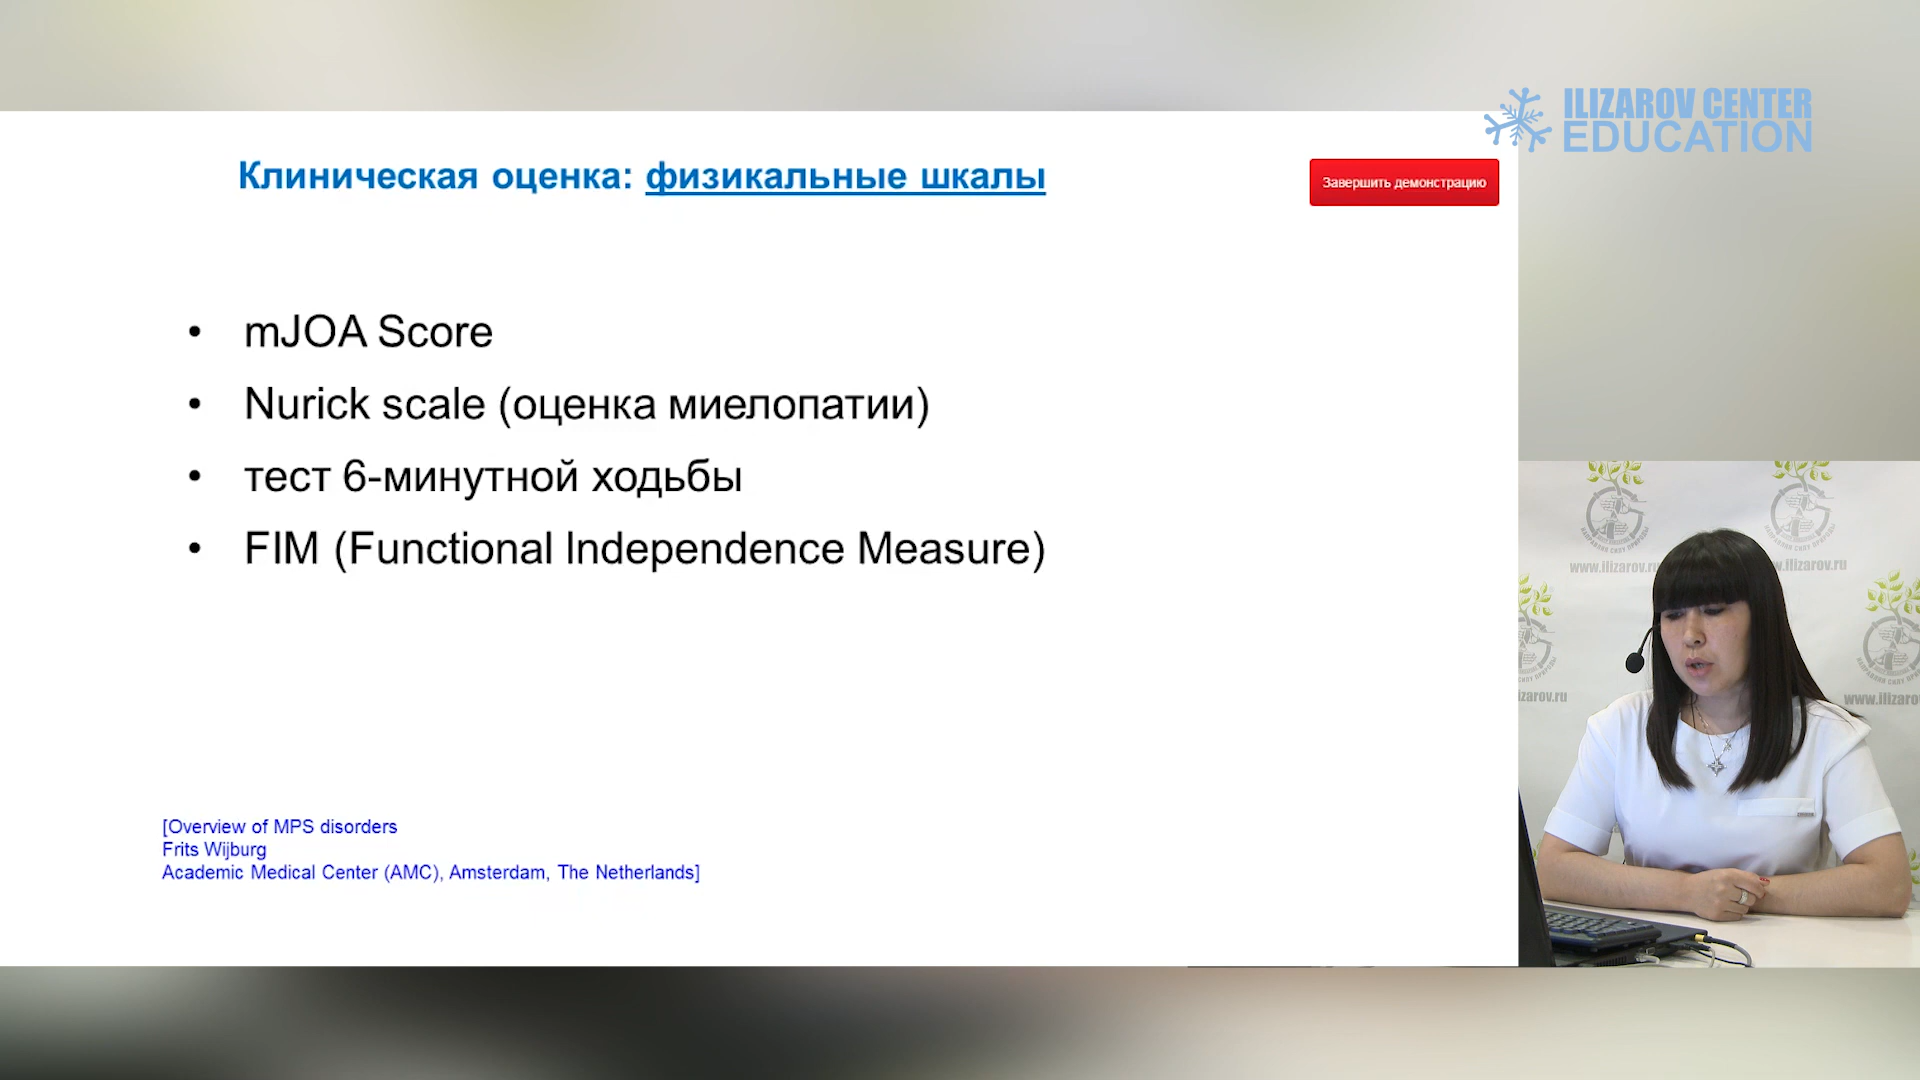 ILIZAROV CENTER
EDUCATION
Клиническая оценка: физикальные шкалы
Завершить демонстрацию
• mJOA Score
• Nurick scale (оценка миелопатии)
• тест 6-минутной ходьбы
• FIM (Functional Independence Measure)
[Overview of MPS disorders
Frits Wijburg
Academic Medical Center (AMC), Amsterdam, The Netherlands]
www.ilizarov.ru
www.ilizarov.ru